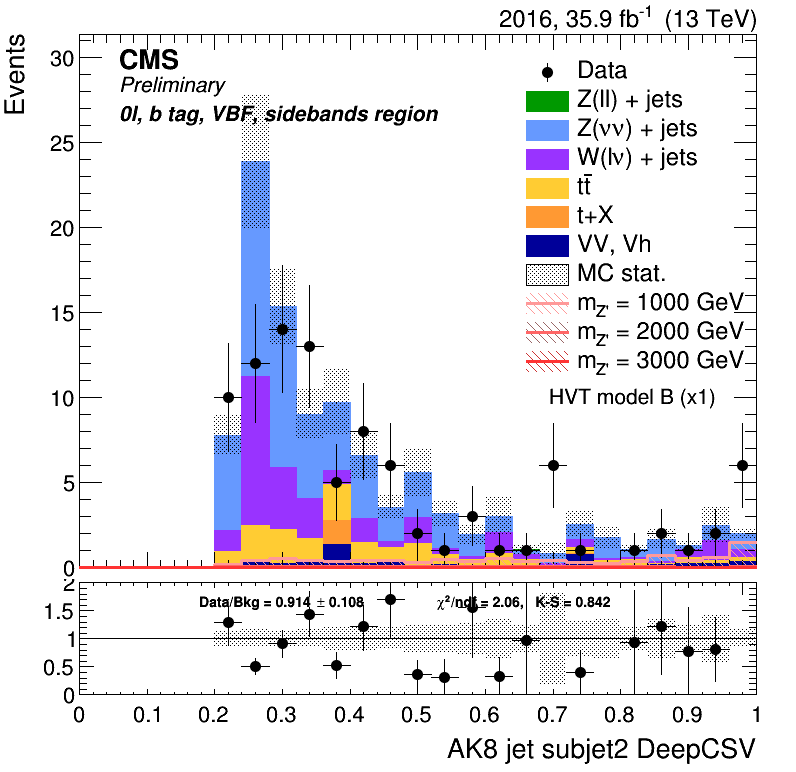 2016, 35.9 fb⁻¹ (13 TeV)
Events
CMS
Preliminary
0l, b tag, VBF, sidebands region
Data
Z(ll) + jets
Z(νν) + jets
W(lν) + jets
tt̄
t+X
VV, Vh
MC stat.
m_Z' = 1000 GeV
m_Z' = 2000 GeV
m_Z' = 3000 GeV
HVT model B (x1)
30
25
20
15
10
5
0
Data/Bkg = 0.914 ± 0.108 χ²/ndf = 2.06, K-S = 0.842
2
1.5
1
0.5
0
0 0.1 0.2 0.3 0.4 0.5 0.6 0.7 0.8 0.9 1
AK8 jet subjet2 DeepCSV